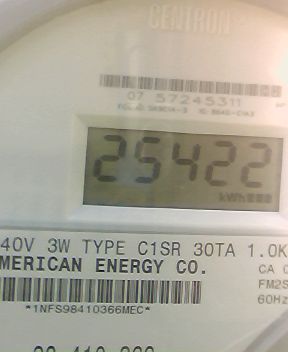 CENTRON
07 57245311
25422
kWh
40V 3W TYPE C1SR 30TA 1.0K
MERICAN ENERGY CO.
CA 0
FM2S
60Hz
*1NFS98410366MEC*